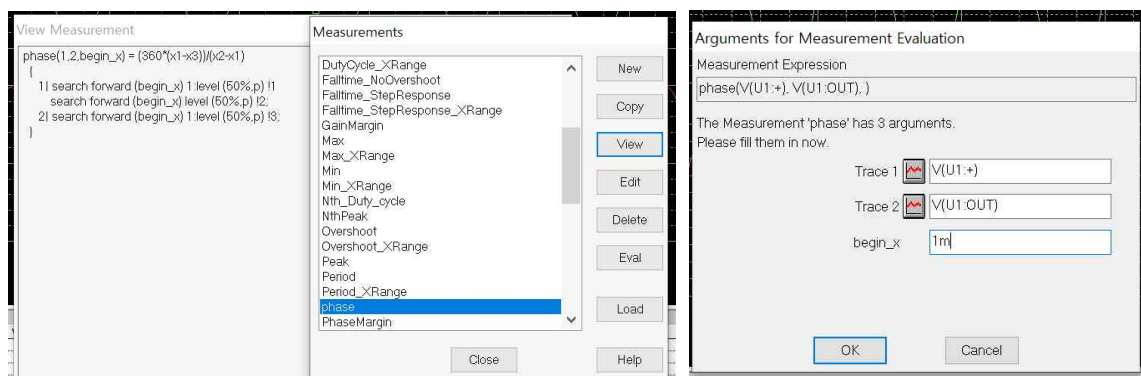 View Measurement
phase(1,2,begin_x) = (360*(x1-x3))/(x2-x1)
{
1| search forward (begin_x) 1:level (50%,p) !1
search forward (begin_x) level (50%,p) !2;
2| search forward (begin_x) 1:level (50%,p) !3;
}
Measurements
DutyCycle_XRange
Falltime_NoOvershoot
Falltime_StepResponse
Falltime_StepResponse_XRange
GainMargin
Max
Max_XRange
Min
Min_XRange
Nth_Duty_cycle
NthPeak
Overshoot
Overshoot_XRange
Peak
Period
Period_XRange
phase
PhaseMargin
New
Copy
View
Edit
Delete
Eval
Load
Close
Help
Arguments for Measurement Evaluation
Measurement Expression
phase(V(U1:+), V(U1:OUT), )
The Measurement 'phase' has 3 arguments.
Please fill them in now.
Trace 1 V(U1:+)
Trace 2 V(U1:OUT)
begin_x 1m
OK Cancel